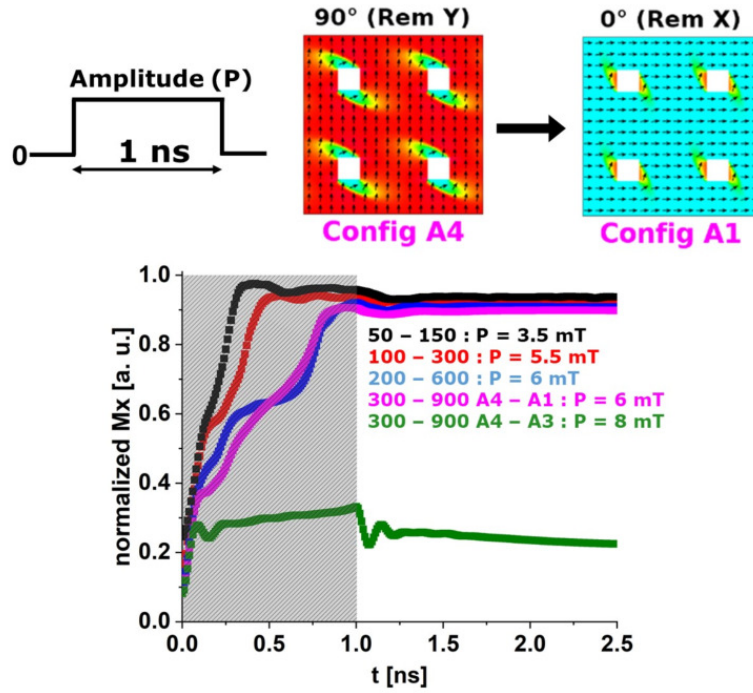 90° (Rem Y)
0° (Rem X)
Amplitude (P)
0
1 ns
Config A4
Config A1
1.0
0.8
0.6
0.4
0.2
0.0
normalized Mx [a. u.]
50 – 150 : P = 3.5 mT
100 – 300 : P = 5.5 mT
200 – 600 : P = 6 mT
300 – 900 A4 – A1 : P = 6 mT
300 – 900 A4 – A3 : P = 8 mT
0.0 0.5 1.0 1.5 2.0 2.5
t [ns]